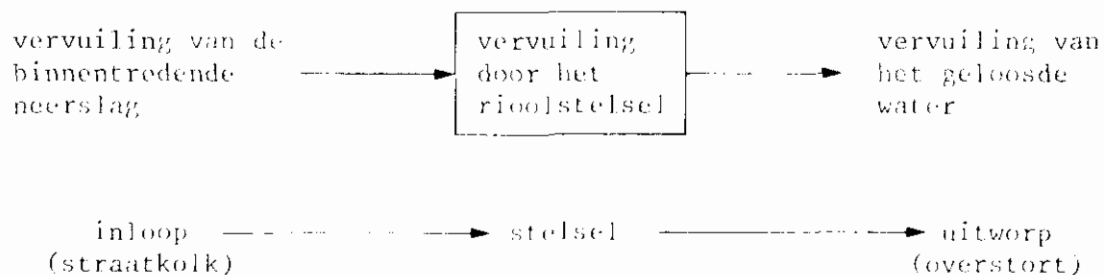 vervuiling van de
binnentredende
neerslag
vervuiling
door het
rioolstelsel
vervuiling van
het geloosde
water
inloop
(straatkolk)
stelsel
uitworp
(overstort)